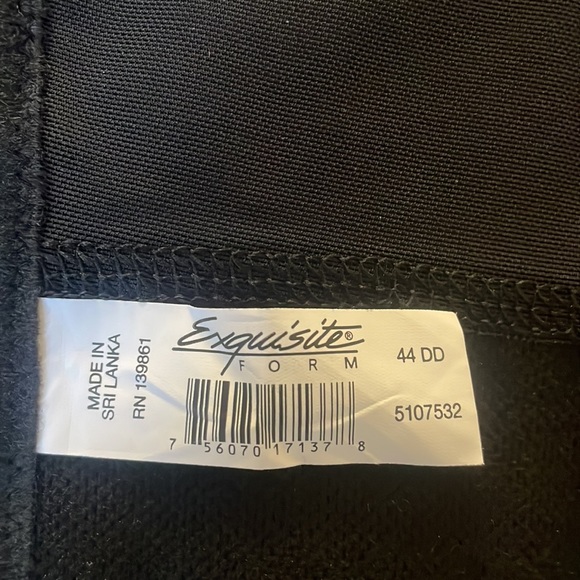 MADE IN
SRI LANKA
RN 139861
Exquisite®
FORM
7 56070 17137 8
44 DD
5107532